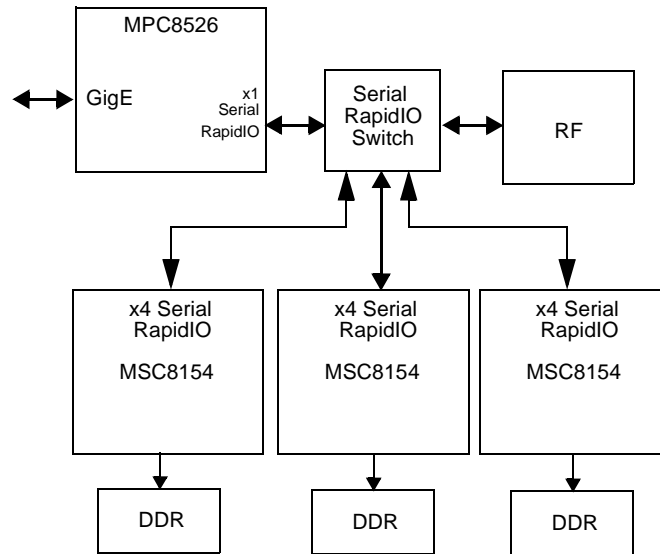 MPC8526
GigE
x1
Serial
RapidIO
Serial
RapidIO
Switch
RF
x4 Serial
RapidIO
MSC8154
x4 Serial
RapidIO
MSC8154
x4 Serial
RapidIO
MSC8154
DDR
DDR
DDR